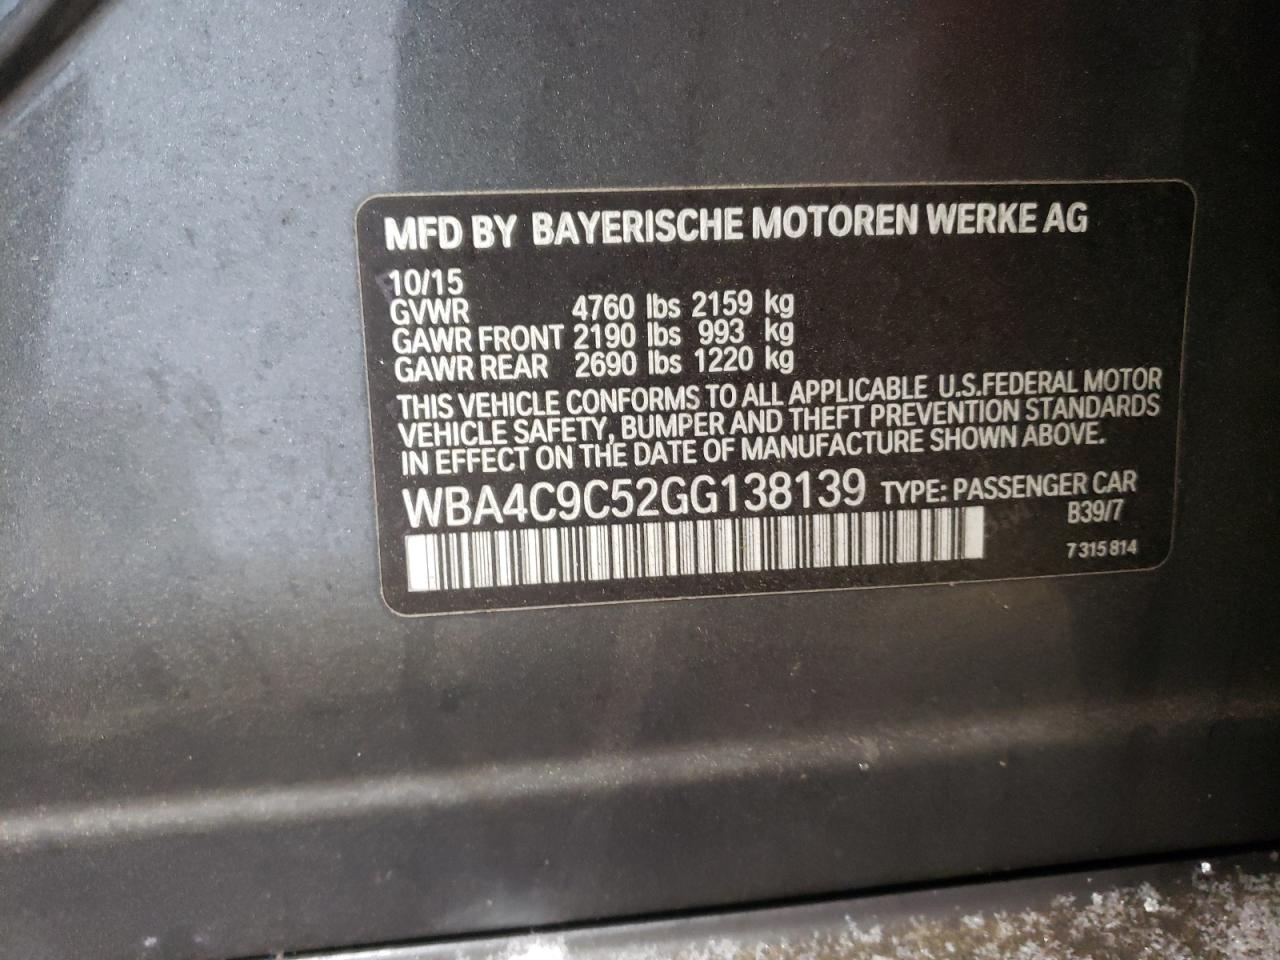 MFD BY BAYERISCHE MOTOREN WERKE AG
10/15
GVWR 4760 lbs 2159 kg
GAWR FRONT 2190 lbs 993 kg
GAWR REAR 2690 lbs 1220 kg
THIS VEHICLE CONFORMS TO ALL APPLICABLE U.S.FEDERAL MOTOR
VEHICLE SAFETY, BUMPER AND THEFT PREVENTION STANDARDS
IN EFFECT ON THE DATE OF MANUFACTURE SHOWN ABOVE.
WBA4C9C52GG138139 TYPE: PASSENGER CAR
B39/7
7 315 814